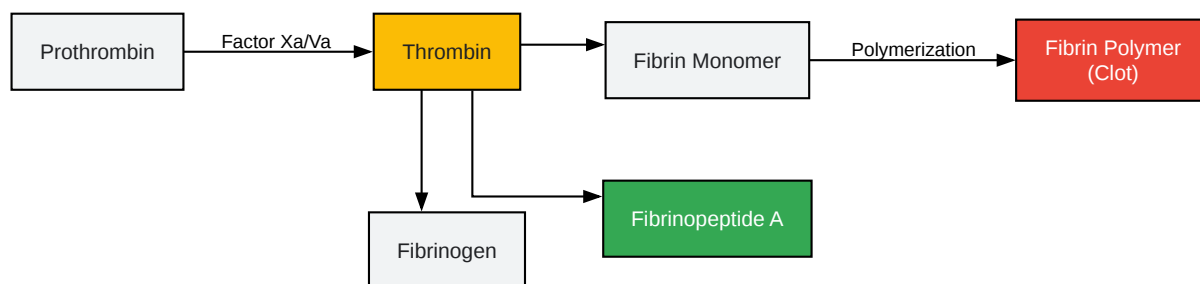 Prothrombin
Factor Xa/Va
Thrombin
Fibrin Monomer
Polymerization
Fibrin Polymer
(Clot)
Fibrinopeptide A
Fibrinogen